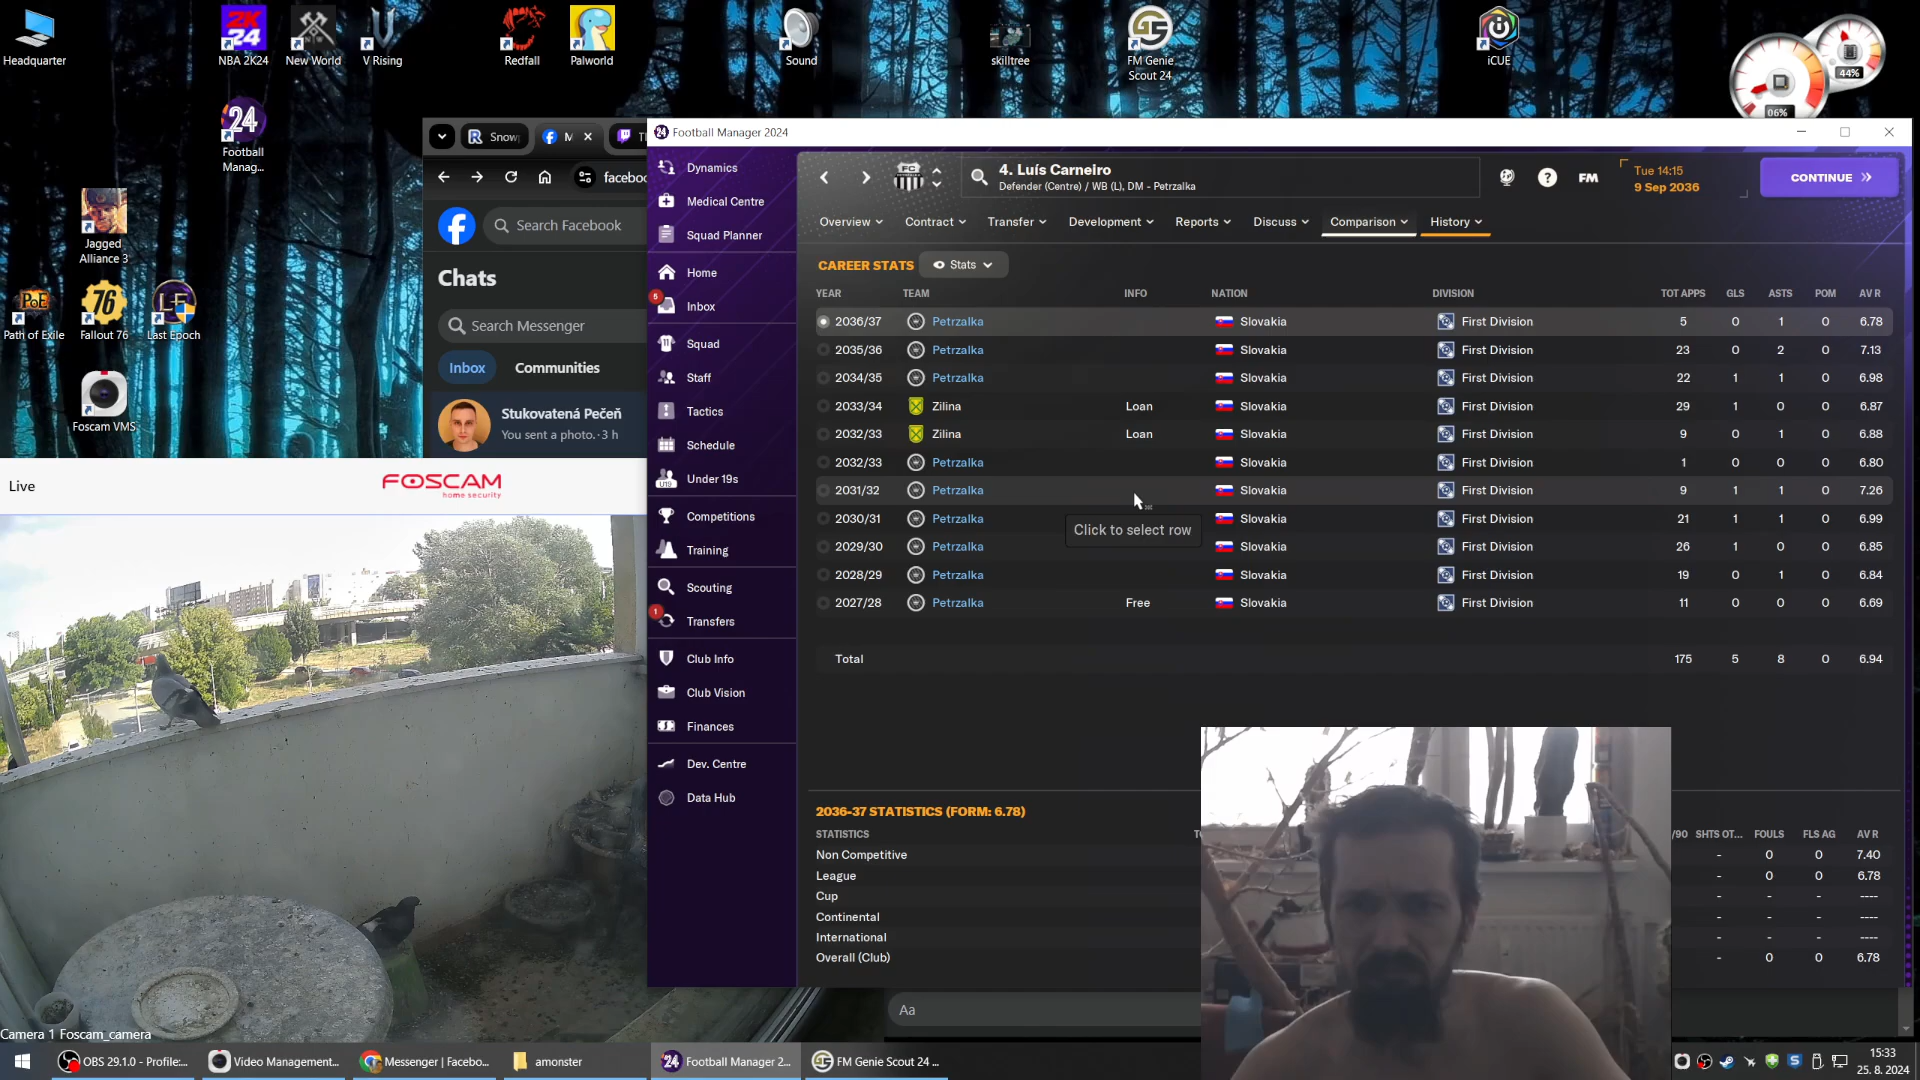 Headquarter
NBA 2K24
New World
V Rising
Redfall
Palworld
Sound
skilltree
FM Genie
Scout 24
iCUE
44%
06%
Football
Manag...
Jagged
Alliance 3
Path of Exile
Fallout 76
Last Epoch
Foscam VMS
Snow
Search Facebook
Chats
Search Messenger
Inbox
Communities
Stukovatená Pečeň
You sent a photo. · 3 h
Live
FOSCAM
home security
Camera 1 Foscam_camera
Football Manager 2024
Dynamics
Medical Centre
Squad Planner
Home
5
Inbox
Squad
Staff
Tactics
Schedule
Under 19s
Competitions
Training
Scouting
1
Transfers
Club Info
Club Vision
Finances
Dev. Centre
Data Hub
4. Luís Carneiro
Defender (Centre) / WB (L), DM - Petrzalka
FM
Tue 14:15
9 Sep 2036
CONTINUE
Overview Contract Transfer Development Reports Discuss Comparison History
CAREER STATS Stats
YEAR TEAM INFO NATION DIVISION TOT APPS GLS ASTS POM AV R
2036/37 Petrzalka Slovakia First Division 5 0 1 0 6.78
2035/36 Petrzalka Slovakia First Division 23 0 2 0 7.13
2034/35 Petrzalka Slovakia First Division 22 1 1 0 6.98
2033/34 Zilina Loan Slovakia First Division 29 1 0 0 6.87
2032/33 Zilina Loan Slovakia First Division 9 0 1 0 6.88
2032/33 Petrzalka Slovakia First Division 1 0 0 0 6.80
2031/32 Petrzalka Slovakia First Division 9 1 1 0 7.26
2030/31 Petrzalka Slovakia First Division 21 1 1 0 6.99
Click to select row
2029/30 Petrzalka Slovakia First Division 26 1 0 0 6.85
2028/29 Petrzalka Slovakia First Division 19 0 1 0 6.84
2027/28 Petrzalka Free Slovakia First Division 11 0 0 0 6.69
Total 175 5 8 0 6.94
2036-37 STATISTICS (FORM: 6.78)
STATISTICS /90 SHTS OT... FOULS FLS AG AV R
Non Competitive - 0 0 7.40
League - 0 0 6.78
Cup - - - ----
Continental - - - ----
International - - - ----
Overall (Club) - 0 0 6.78
Aa
OBS 29.1.0 - Profile:...
Video Management...
Messenger | Facebo...
amonster
Football Manager 2...
FM Genie Scout 24 ...
15:33
25. 8. 2024